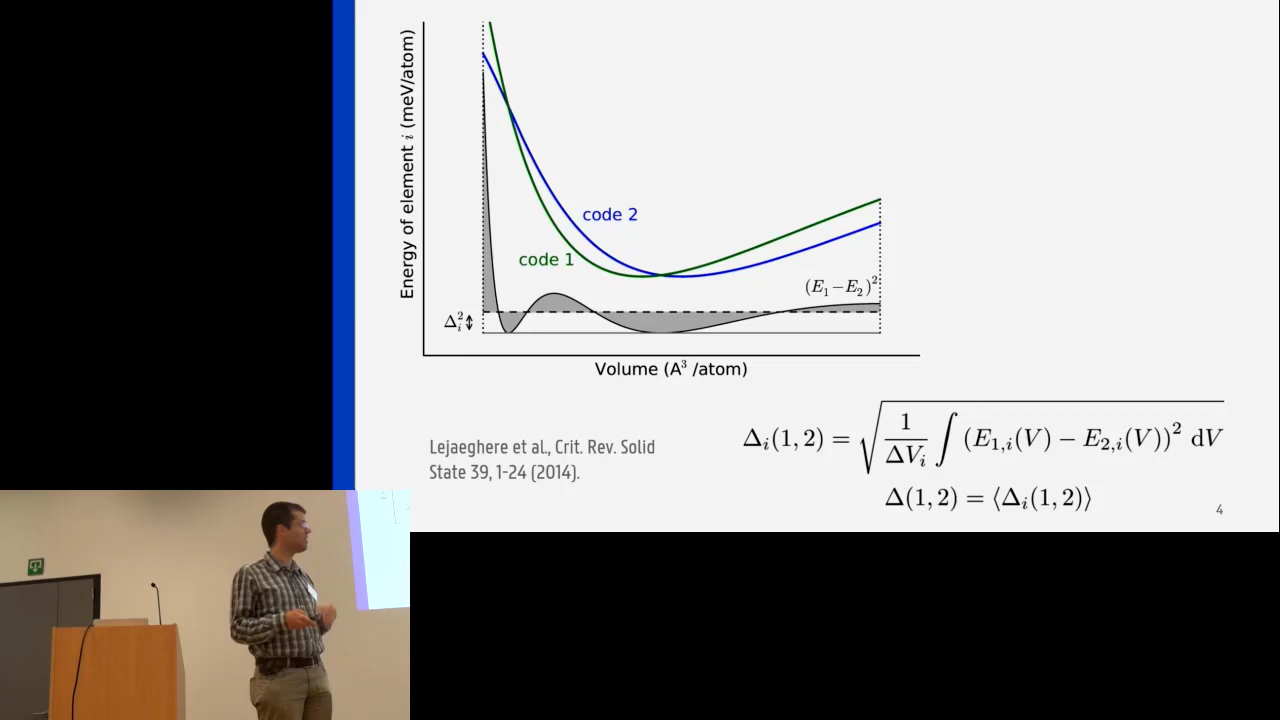 Energy of element i (meV/atom)
code 2
code 1
(E₁−E₂)²
Δᵢ²
Volume (A³ /atom)
Δᵢ(1, 2) = √(1/ΔVᵢ ∫ (E₁,ᵢ(V) − E₂,ᵢ(V))² dV)
Lejaeghere et al., Crit. Rev. Solid
State 39, 1-24 (2014).
Δ(1, 2) = ⟨Δᵢ(1, 2)⟩
4